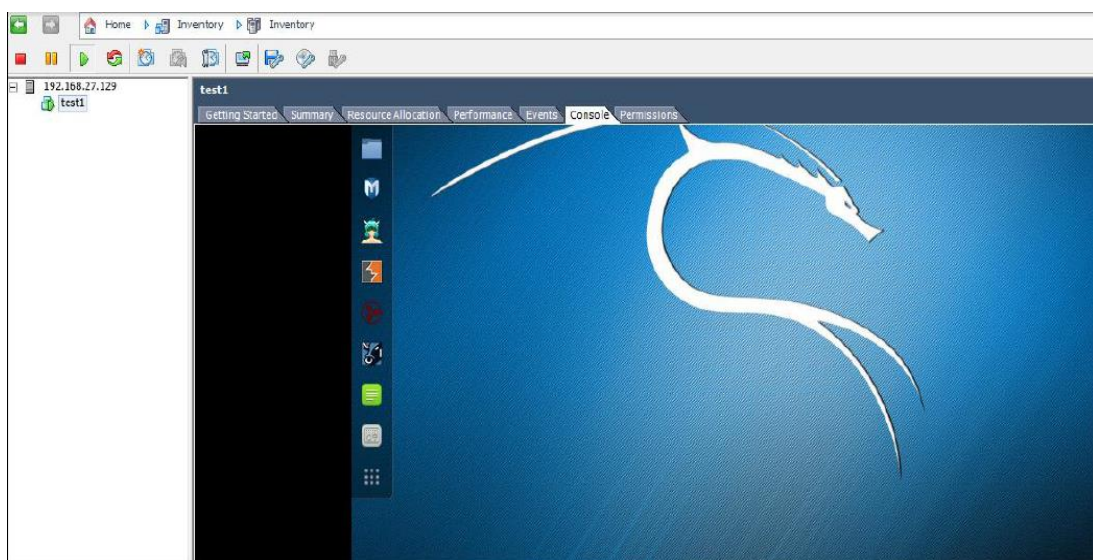 Home Inventory Inventory
192.168.27.129
test1
test1
Getting Started Summary Resource Allocation Performance Events Console Permissions